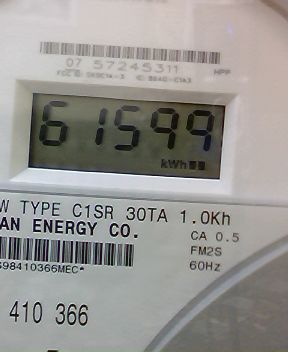 07 57245311
61599
kWh
W TYPE C1SR 30TA 1.0Kh
AN ENERGY CO. CA 0.5
FM2S
98410366MEC* 60Hz
410 366